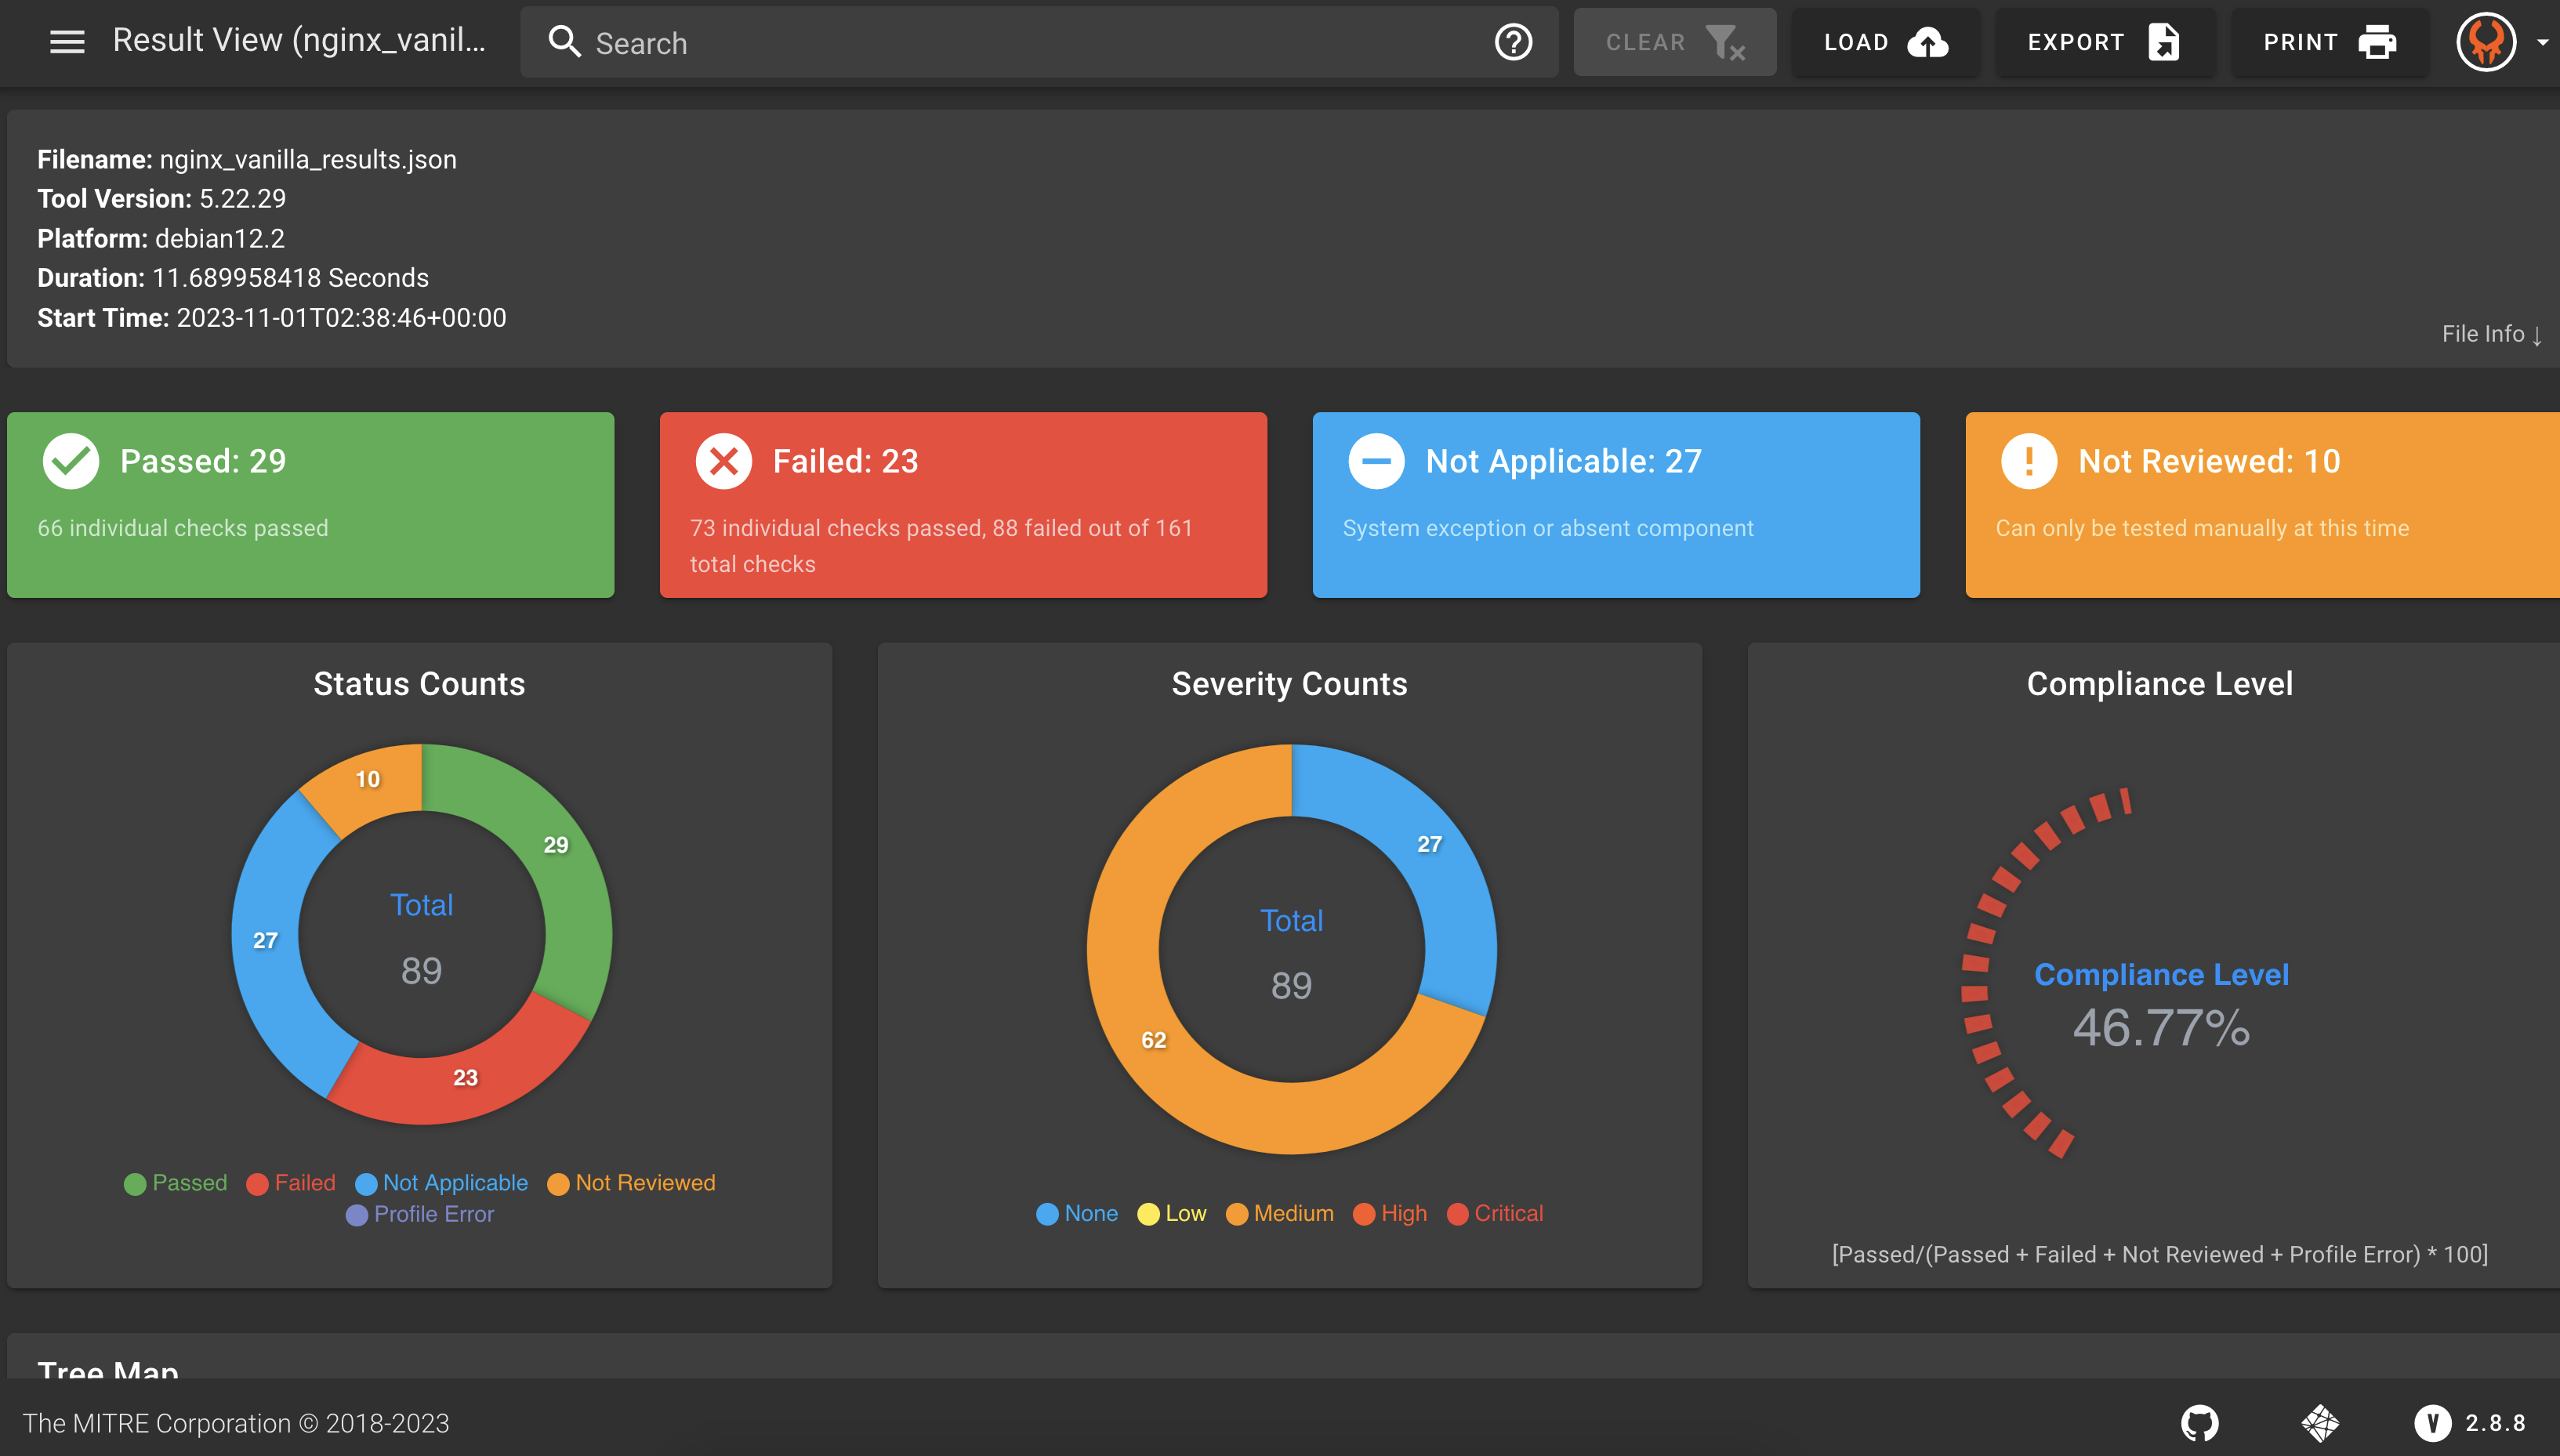 Result View (nginx_vanil...
Search
CLEAR
LOAD
EXPORT
PRINT
Filename: nginx_vanilla_results.json
Tool Version: 5.22.29
Platform: debian12.2
Duration: 11.689958418 Seconds
Start Time: 2023-11-01T02:38:46+00:00
File Info ↓
Passed: 29
66 individual checks passed
Failed: 23
73 individual checks passed, 88 failed out of 161
total checks
Not Applicable: 27
System exception or absent component
Not Reviewed: 10
Can only be tested manually at this time
Status Counts
10
29
27
23
Total
89
Passed
Failed
Not Applicable
Not Reviewed
Profile Error
Severity Counts
27
62
Total
89
None
Low
Medium
High
Critical
Compliance Level
Compliance Level
46.77%
[Passed/(Passed + Failed + Not Reviewed + Profile Error) * 100]
Tree Map
The MITRE Corporation © 2018-2023
2.8.8